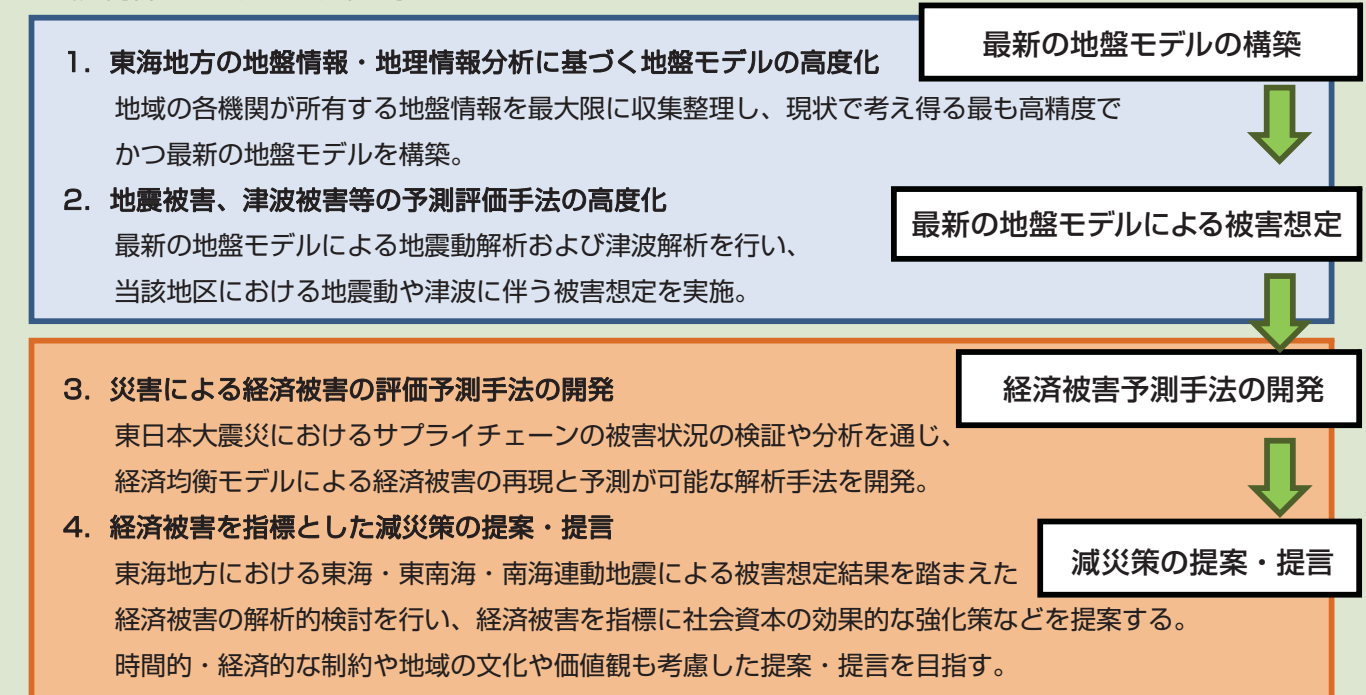 最新の地盤モデルの構築
1. 東海地方の地盤情報・地理情報分析に基づく地盤モデルの高度化
地域の各機関が所有する地盤情報を最大限に収集整理し、現状で考え得る最も高精度で
かつ最新の地盤モデルを構築。
2. 地震被害、津波被害等の予測評価手法の高度化
最新の地盤モデルによる被害想定
最新の地盤モデルによる地震動解析および津波解析を行い、
当該地区における地震動や津波に伴う被害想定を実施。
3. 災害による経済被害の評価予測手法の開発
経済被害予測手法の開発
東日本大震災におけるサプライチェーンの被害状況の検証や分析を通じ、
経済均衡モデルによる経済被害の再現と予測が可能な解析手法を開発。
4. 経済被害を指標とした減災策の提案・提言
減災策の提案・提言
東海地方における東海・東南海・南海連動地震による被害想定結果を踏まえた
経済被害の解析的検討を行い、経済被害を指標に社会資本の効果的な強化策などを提案する。
時間的・経済的な制約や地域の文化や価値観も考慮した提案・提言を目指す。